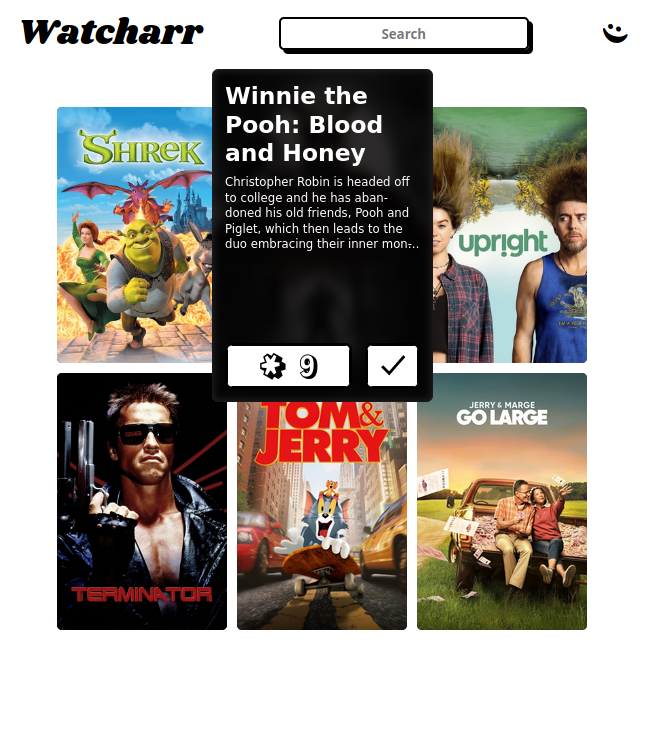 Watcharr
Search
SHREK
Winnie the
Pooh: Blood
and Honey
Christopher Robin is headed off
to college and he has aban-
doned his old friends, Pooh and
Piglet, which then leads to the
duo embracing their inner mon...
9
upright
TERMINATOR
TOM&
JERRY
JERRY & MARGE
GO LARGE